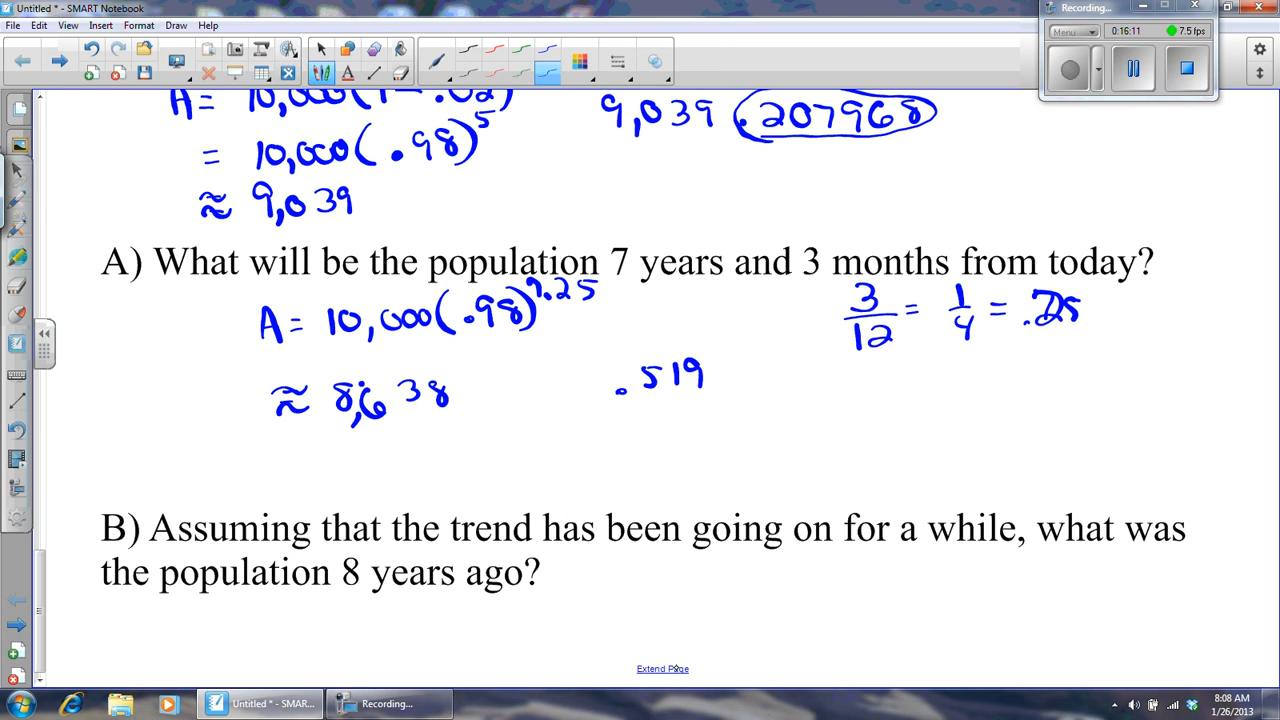 Untitled * - SMART Notebook
Recording...
File Edit View Insert Format Draw Help
Menu
0:16:11
7.5 fps
A = 10,000(1 - .02)5
9,039 .207968
= 10,000(.98)5
≈ 9,039
A) What will be the population 7 years and 3 months from today?
A = 10,000(.98)
3/12 = 1/4 = .25
≈ 8,638
.519
B) Assuming that the trend has been going on for a while, what was
the population 8 years ago?
Extend Page
Untitled * - SMAR...
Recording...
8:08 AM
1/26/2013